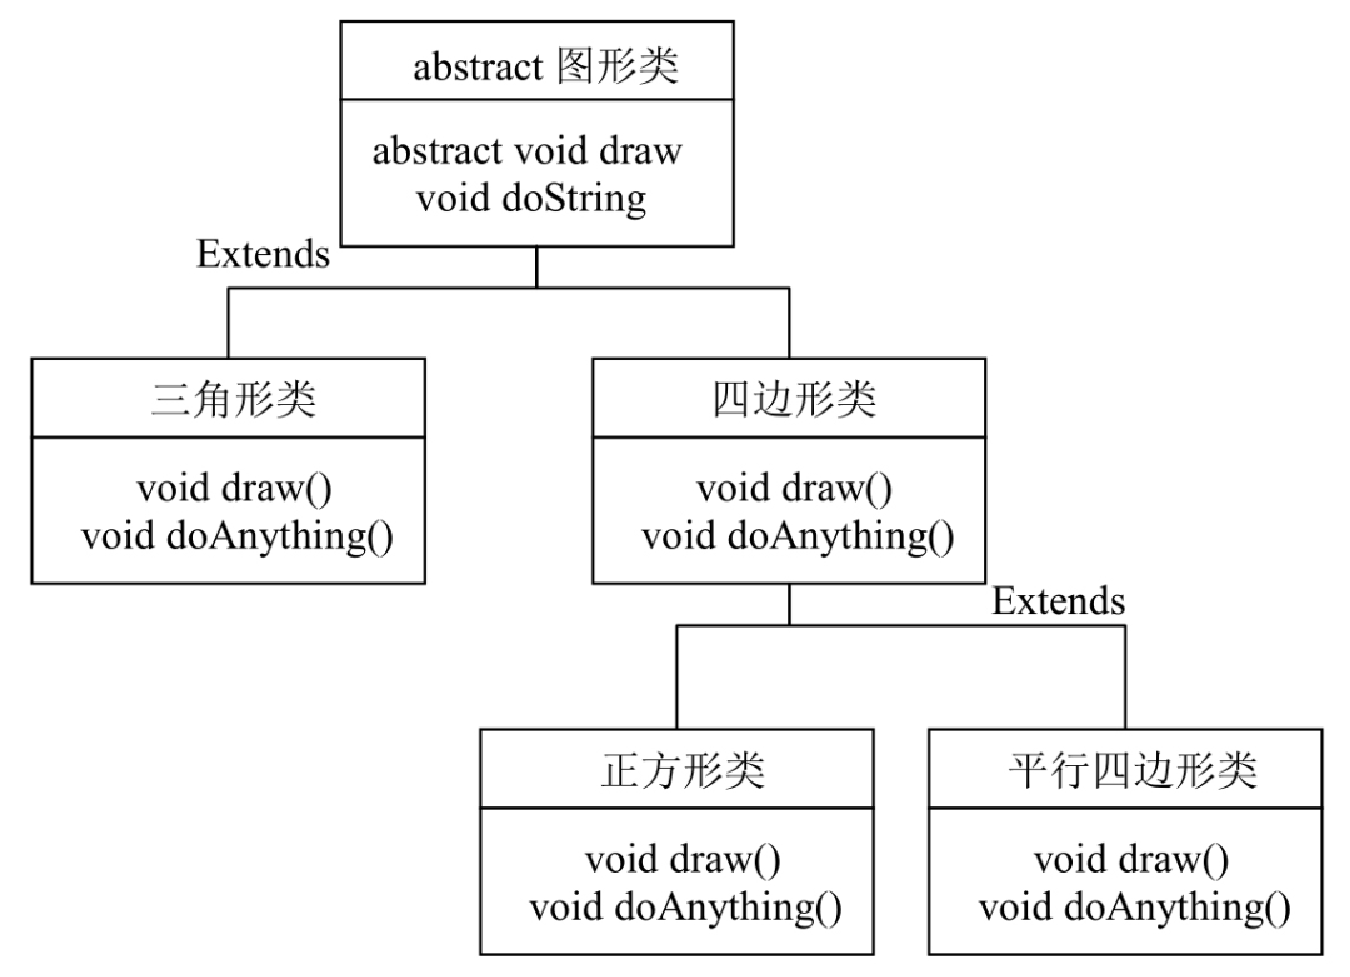 abstract 图形类
abstract void draw
void doString
Extends
三角形类
void draw()
void doAnything()
四边形类
void draw()
void doAnything()
Extends
正方形类
void draw()
void doAnything()
平行四边形类
void draw()
void doAnything()